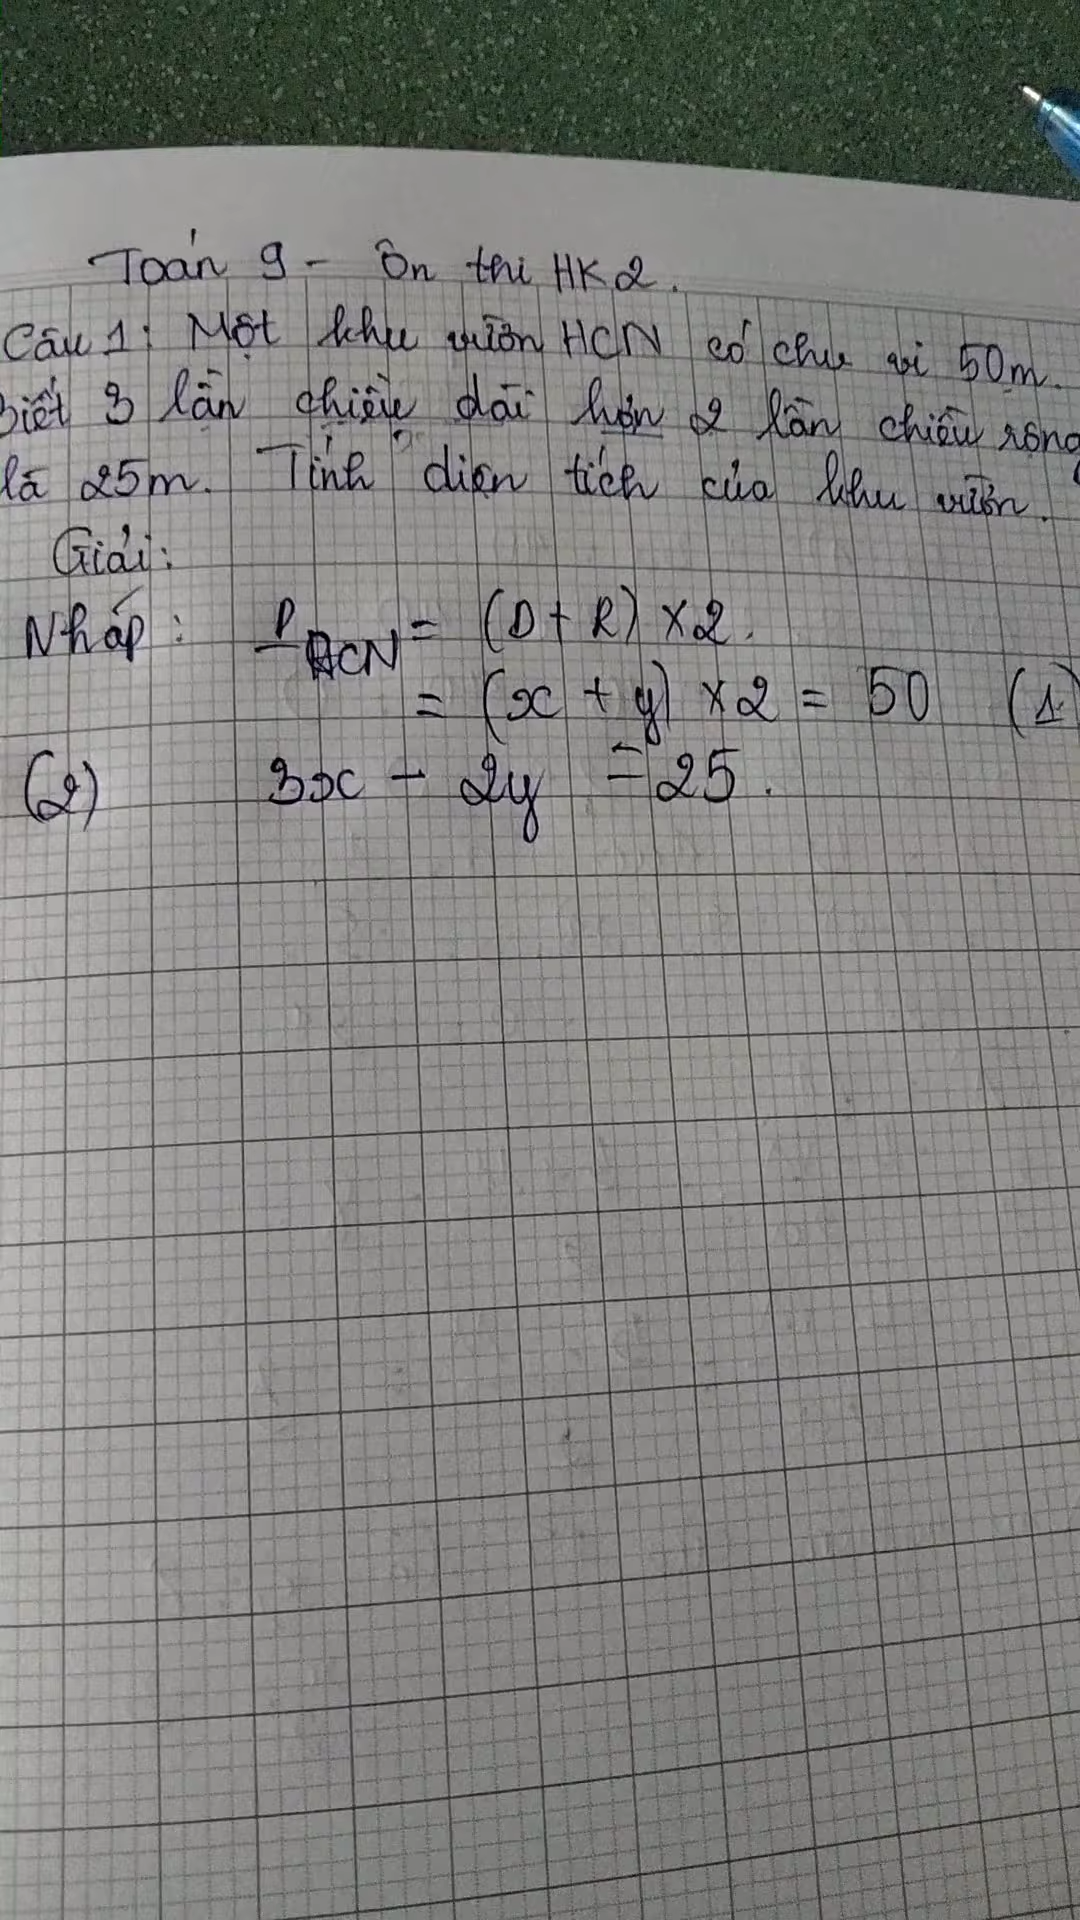 Toán 9 - Ôn thi HK2.
Câu 1: Một khu vườn HCN có chu vi 50m.
Biết 3 lần chiều dài hơn 2 lần chiều rộng
là 25m. Tính diện tích của khu vườn.
Giải:
Nháp: P HCN = (D + R) × 2.
= (x + y) × 2 = 50 (1)
(2) 3x - 2y = 25.